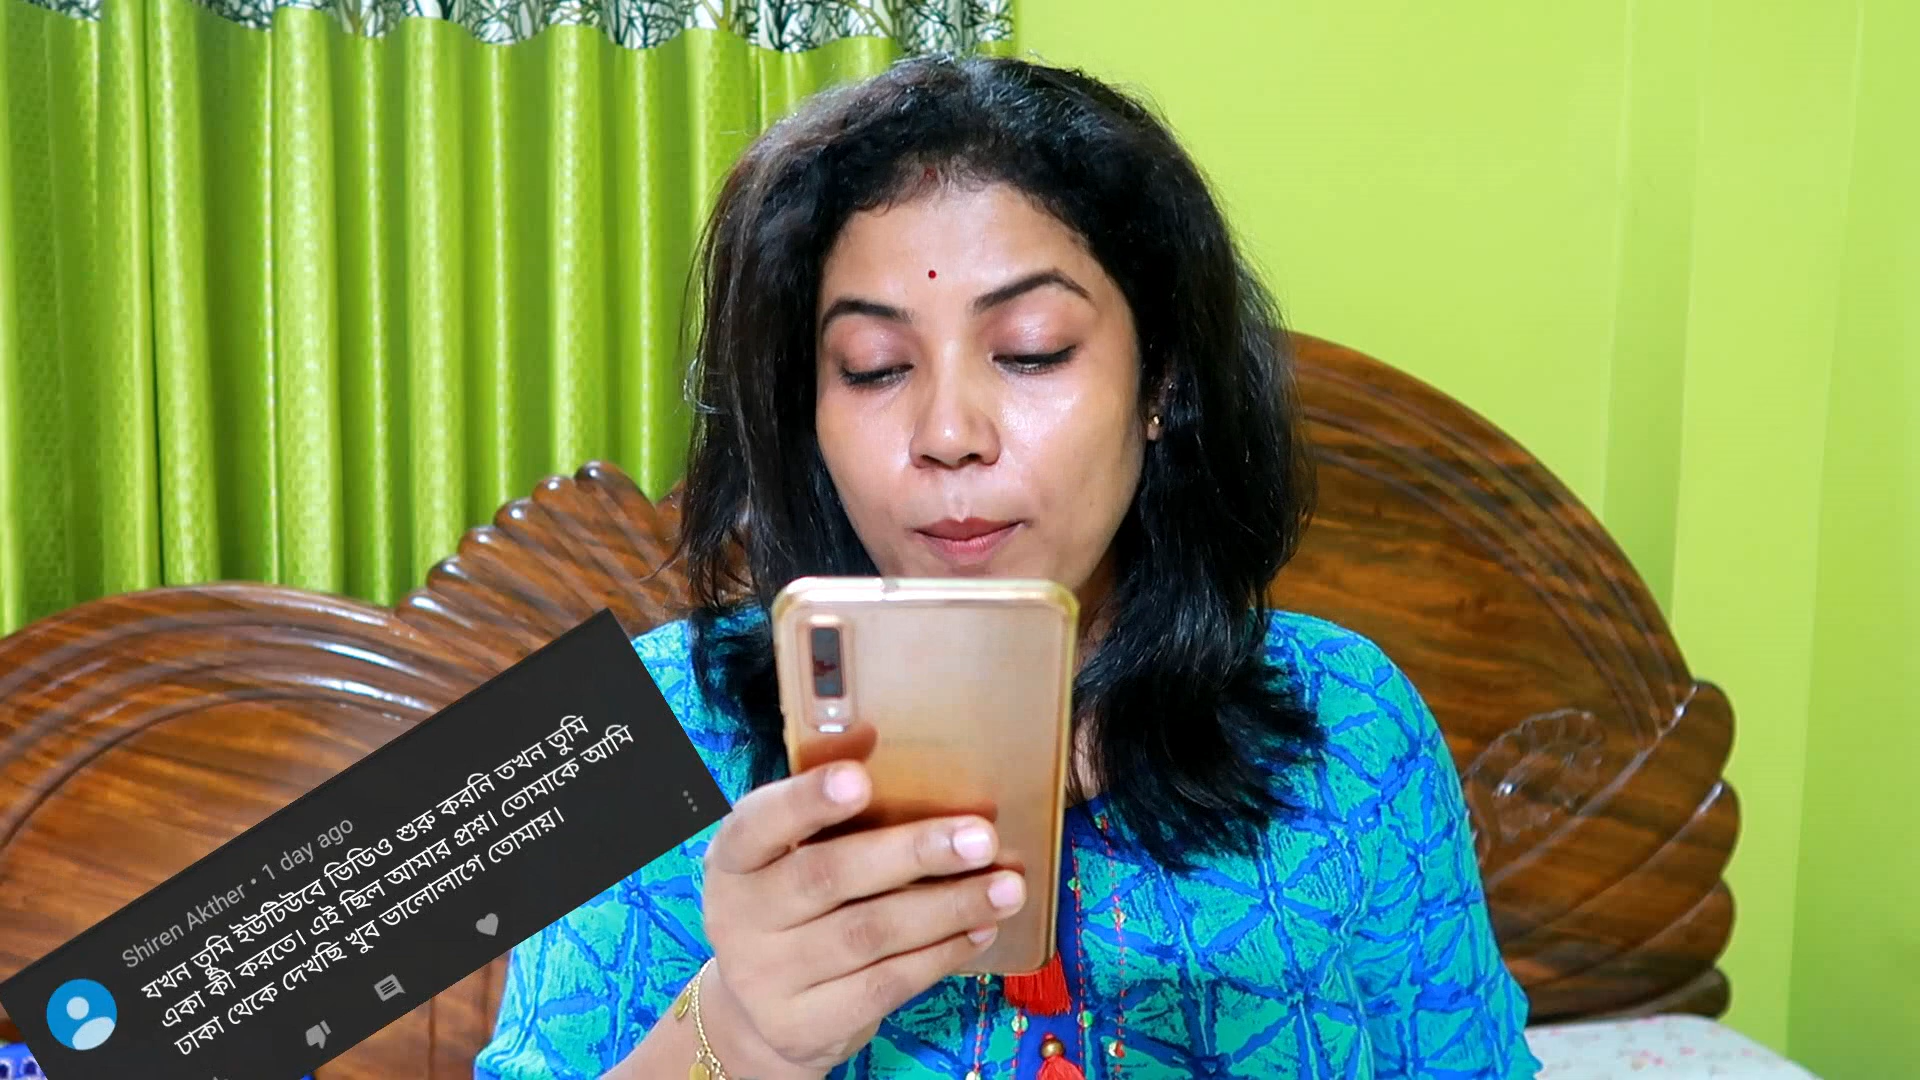 Shiren Akther • 1 day ago
যখন তুমি ইউটিউবে ভিডিও শুরু করনি তখন তুমি
একা কী করতে। এই ছিল আমার প্রশ্ন। তোমাকে আমি
ঢাকা থেকে দেখছি খুব ভালোলাগে তোমায়।